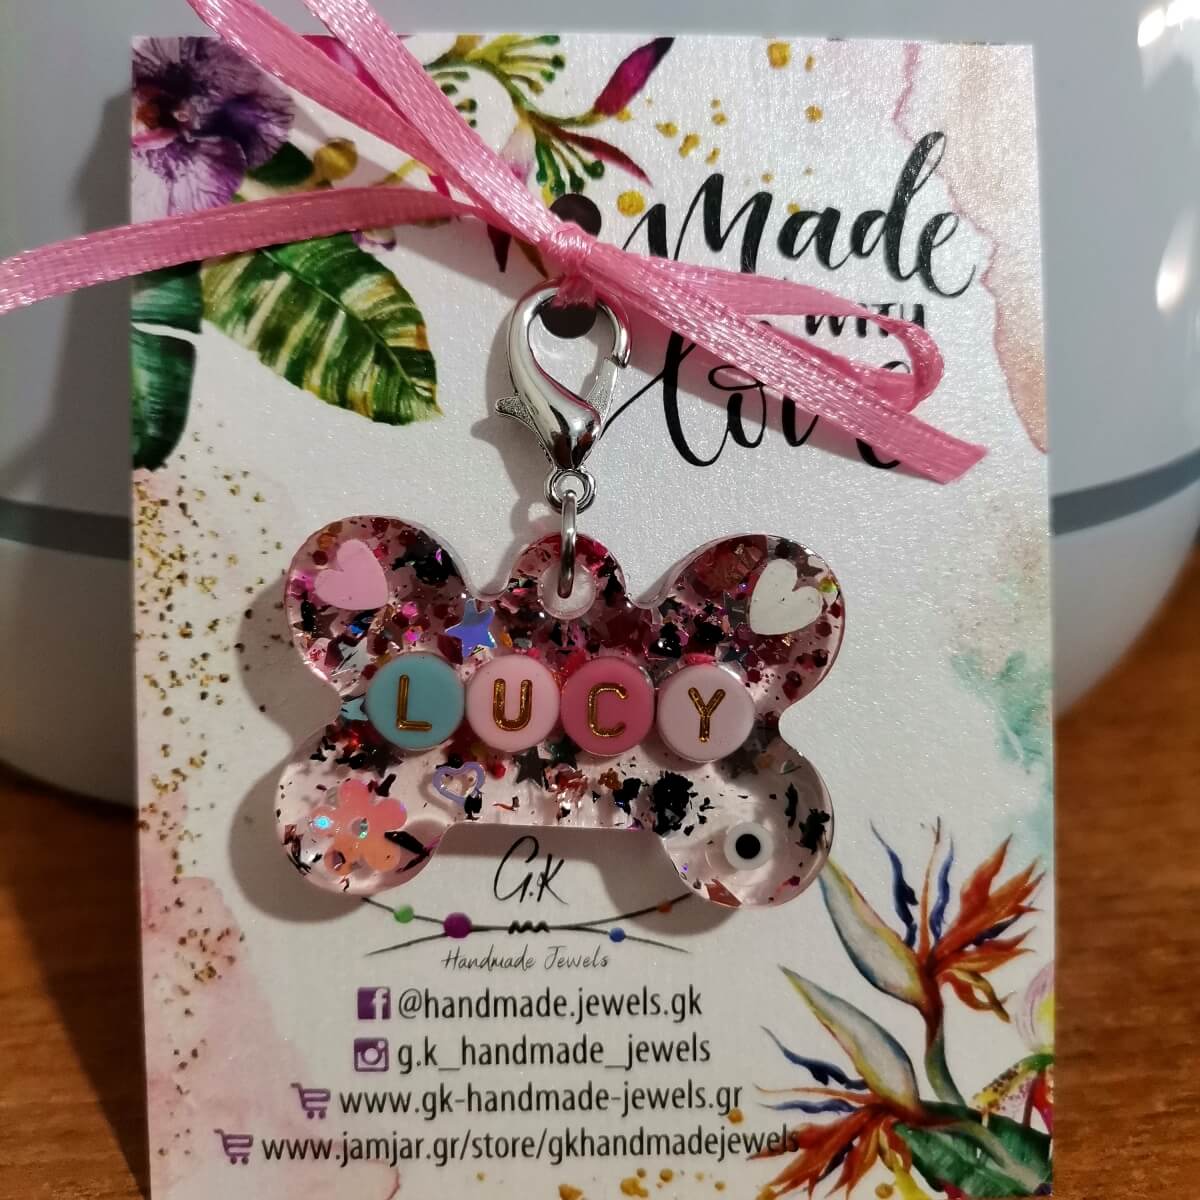 made
WITH
love
LUCY
G.K
Handmade Jewels
@handmade.jewels.gk
g.k_handmade_jewels
www.gk-handmade-jewels.gr
www.jamjar.gr/store/gkhandmadejewels